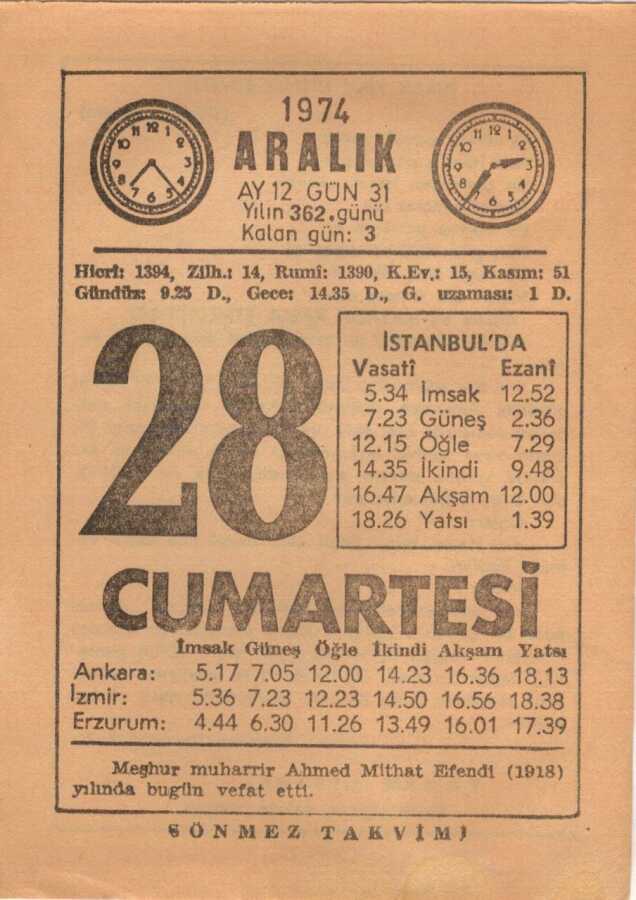 1974
ARALIK
AY 12 GÜN 31
Yılın 362.günü
Kalan gün: 3
Hicrî: 1394, Zilh.: 14, Rumî: 1390, K.Ev.: 15, Kasım: 51
Gündüz: 9.25 D., Gece: 14.35 D., G. uzaması: 1 D.
28
İSTANBUL'DA
Vasatî Ezanî
5.34 İmsak 12.52
7.23 Güneş 2.36
12.15 Öğle 7.29
14.35 İkindi 9.48
16.47 Akşam 12.00
18.26 Yatsı 1.39
CUMARTESİ
İmsak Güneş Öğle İkindi Akşam Yatsı
Ankara: 5.17 7.05 12.00 14.23 16.36 18.13
İzmir: 5.36 7.23 12.23 14.50 16.56 18.38
Erzurum: 4.44 6.30 11.26 13.49 16.01 17.39
Meşhur muharrir Ahmed Mithat Efendi (1918)
yılında bugün vefat etti.
SÖNMEZ TAKVİMİ